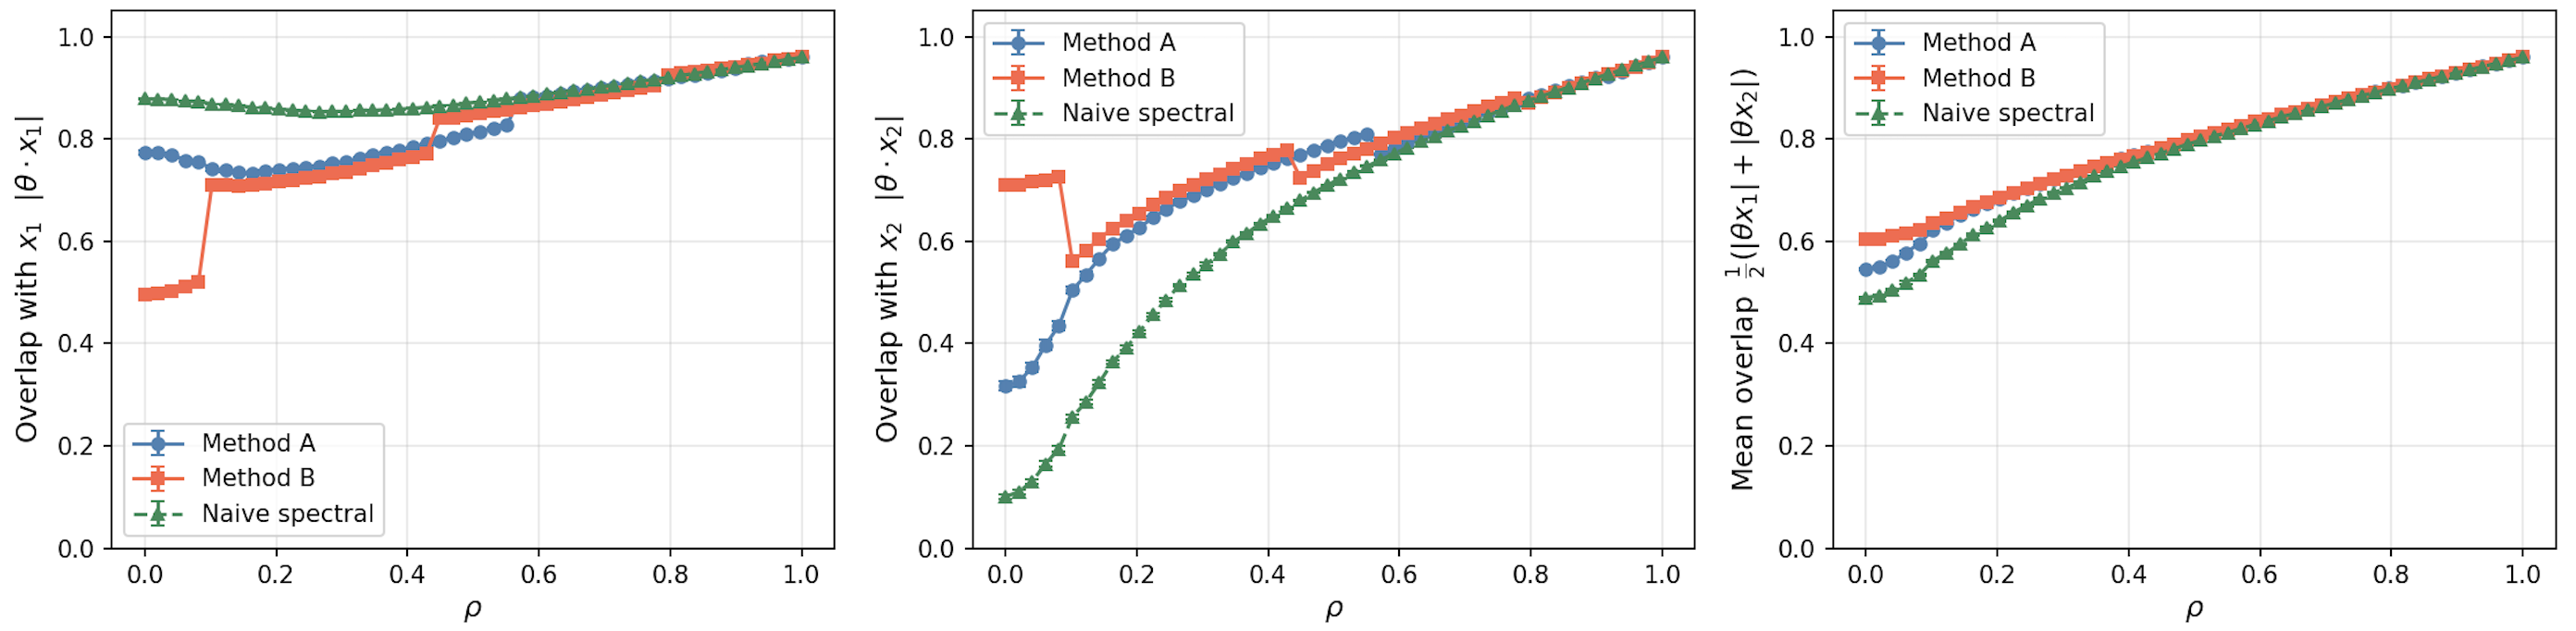 Overlap with x₁ |θ · x₁|
1.0
0.8
0.6
0.4
0.2
0.0
Method A
Method B
Naive spectral
0.0 0.2 0.4 0.6 0.8 1.0
ρ
Overlap with x₂ |θ · x₂|
1.0
0.8
0.6
0.4
0.2
0.0
Method A
Method B
Naive spectral
0.0 0.2 0.4 0.6 0.8 1.0
ρ
Mean overlap ½(|θx₁| + |θx₂|)
1.0
0.8
0.6
0.4
0.2
0.0
Method A
Method B
Naive spectral
0.0 0.2 0.4 0.6 0.8 1.0
ρ